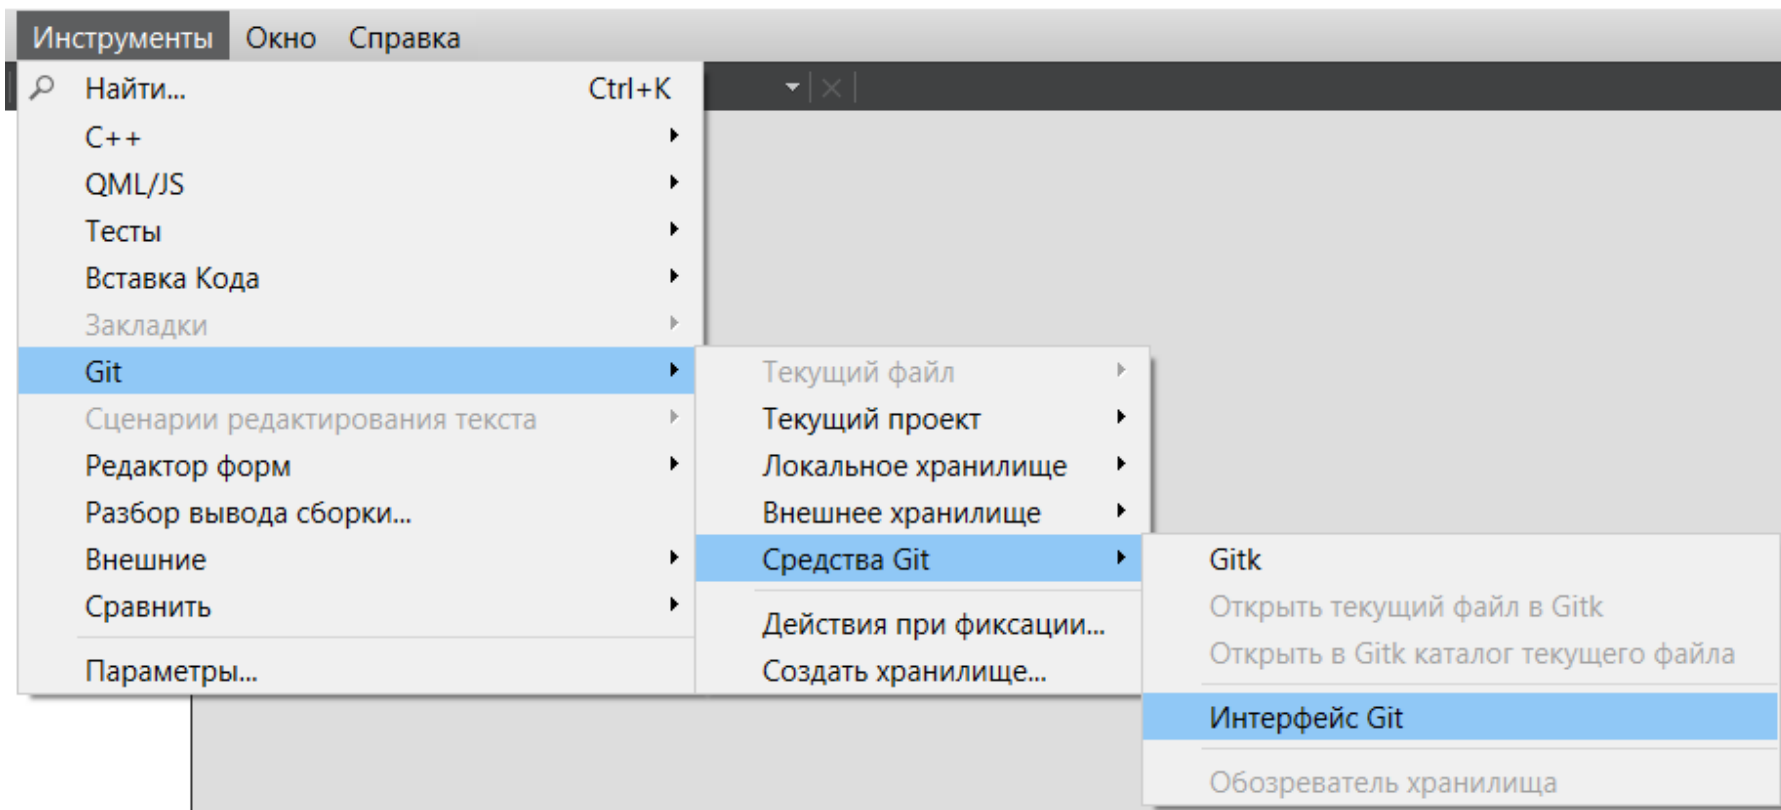 Инструменты Окно Справка
Найти... Ctrl+K
C++
QML/JS
Тесты
Вставка Кода
Закладки
Git
Сценарии редактирования текста
Редактор форм
Разбор вывода сборки...
Внешние
Сравнить
Параметры...
Текущий файл
Текущий проект
Локальное хранилище
Внешнее хранилище
Средства Git
Действия при фиксации...
Создать хранилище...
Gitk
Открыть текущий файл в Gitk
Открыть в Gitk каталог текущего файла
Интерфейс Git
Обозреватель хранилища